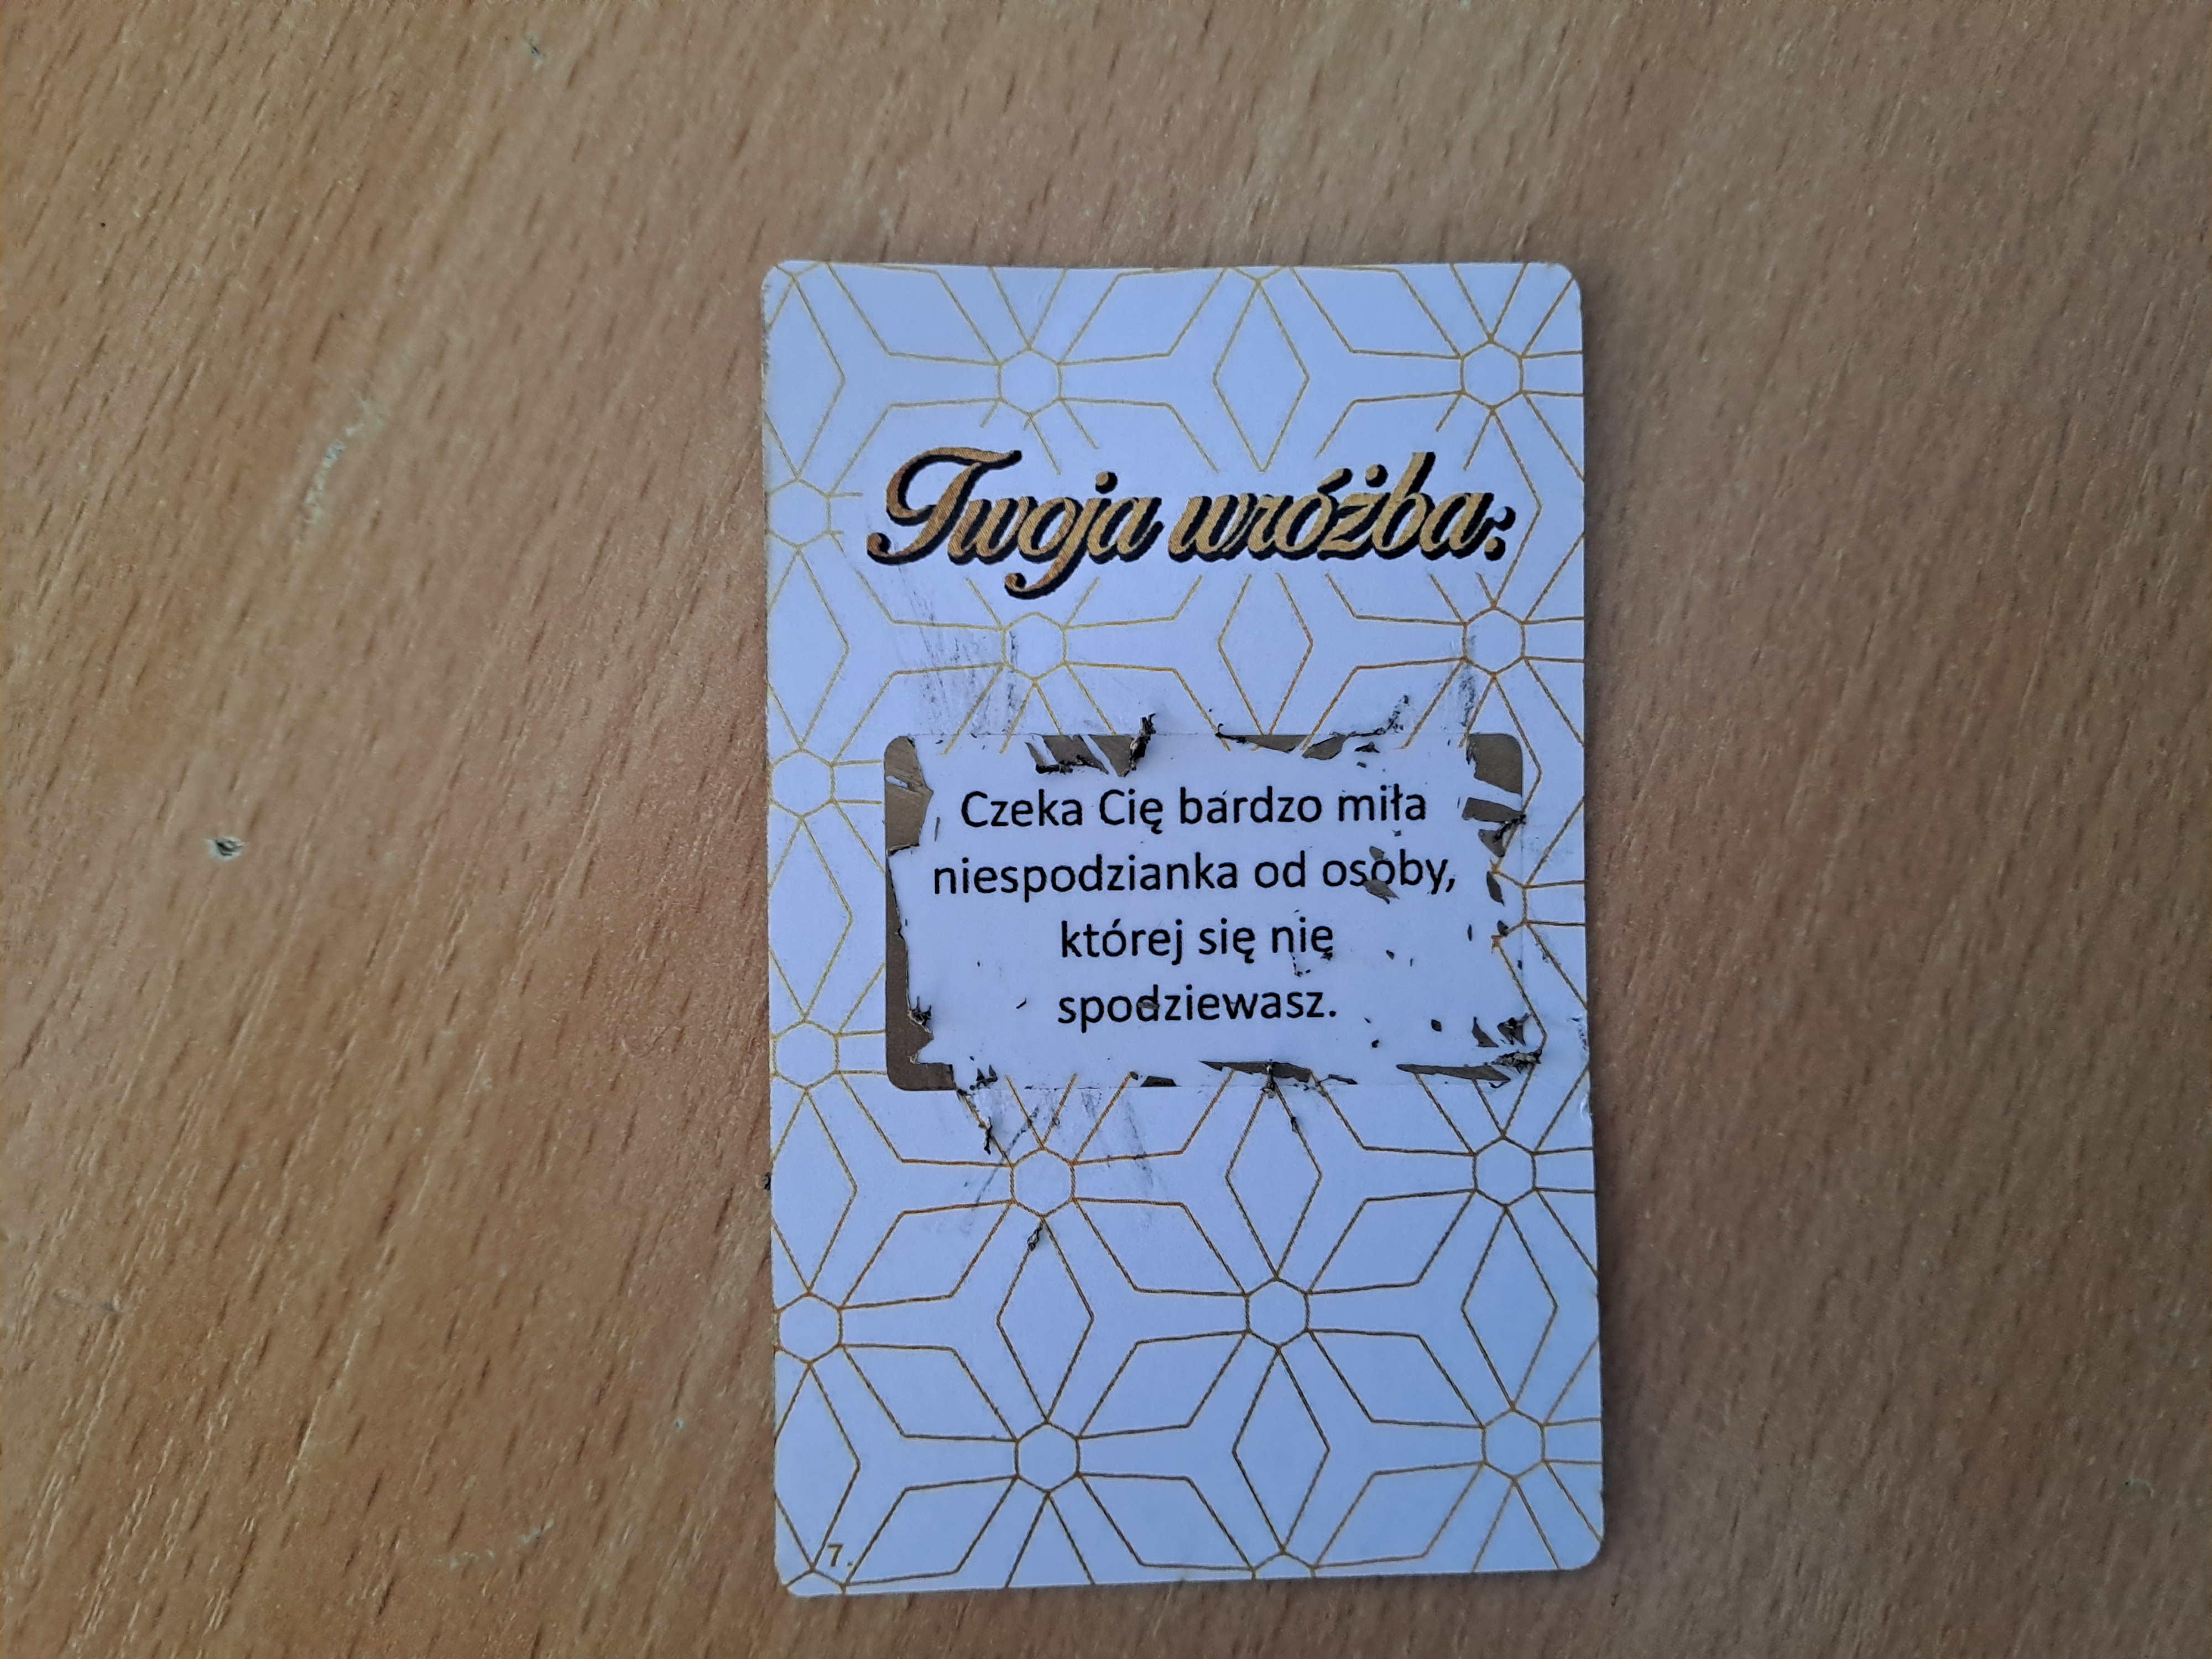 Twoja wróżba:
Czeka Cię bardzo miła
niespodzianka od osoby,
której się nie
spodziewasz.
7.